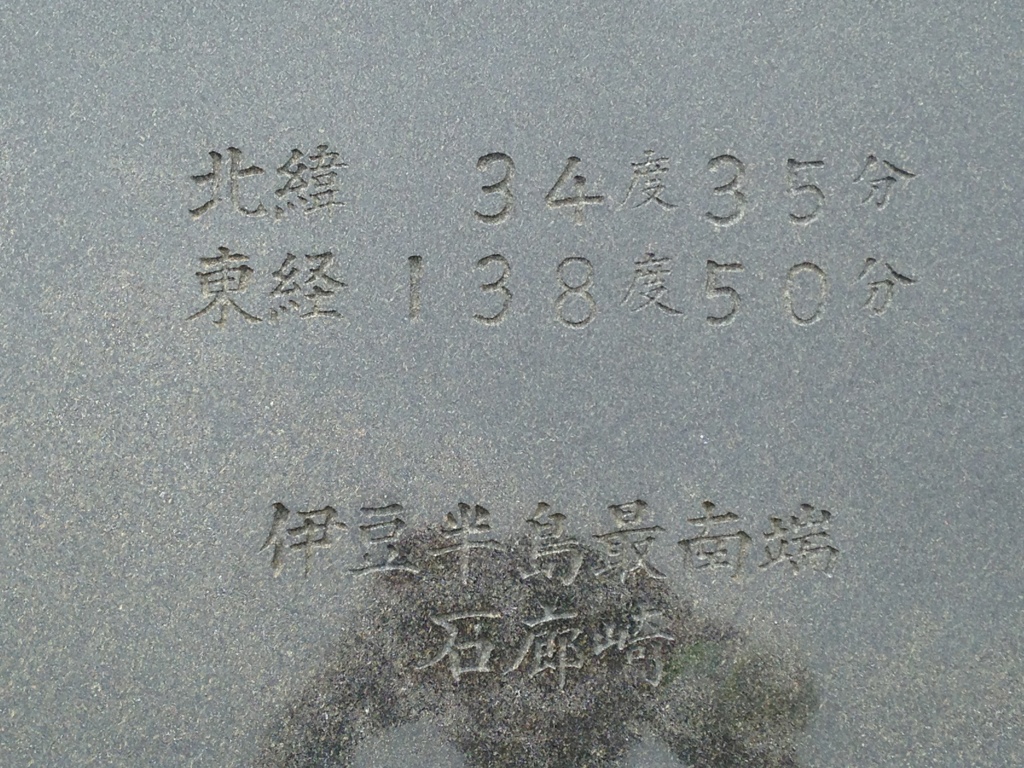 北緯 34度35分
東経138度50分
伊豆半島最南端
石廊崎